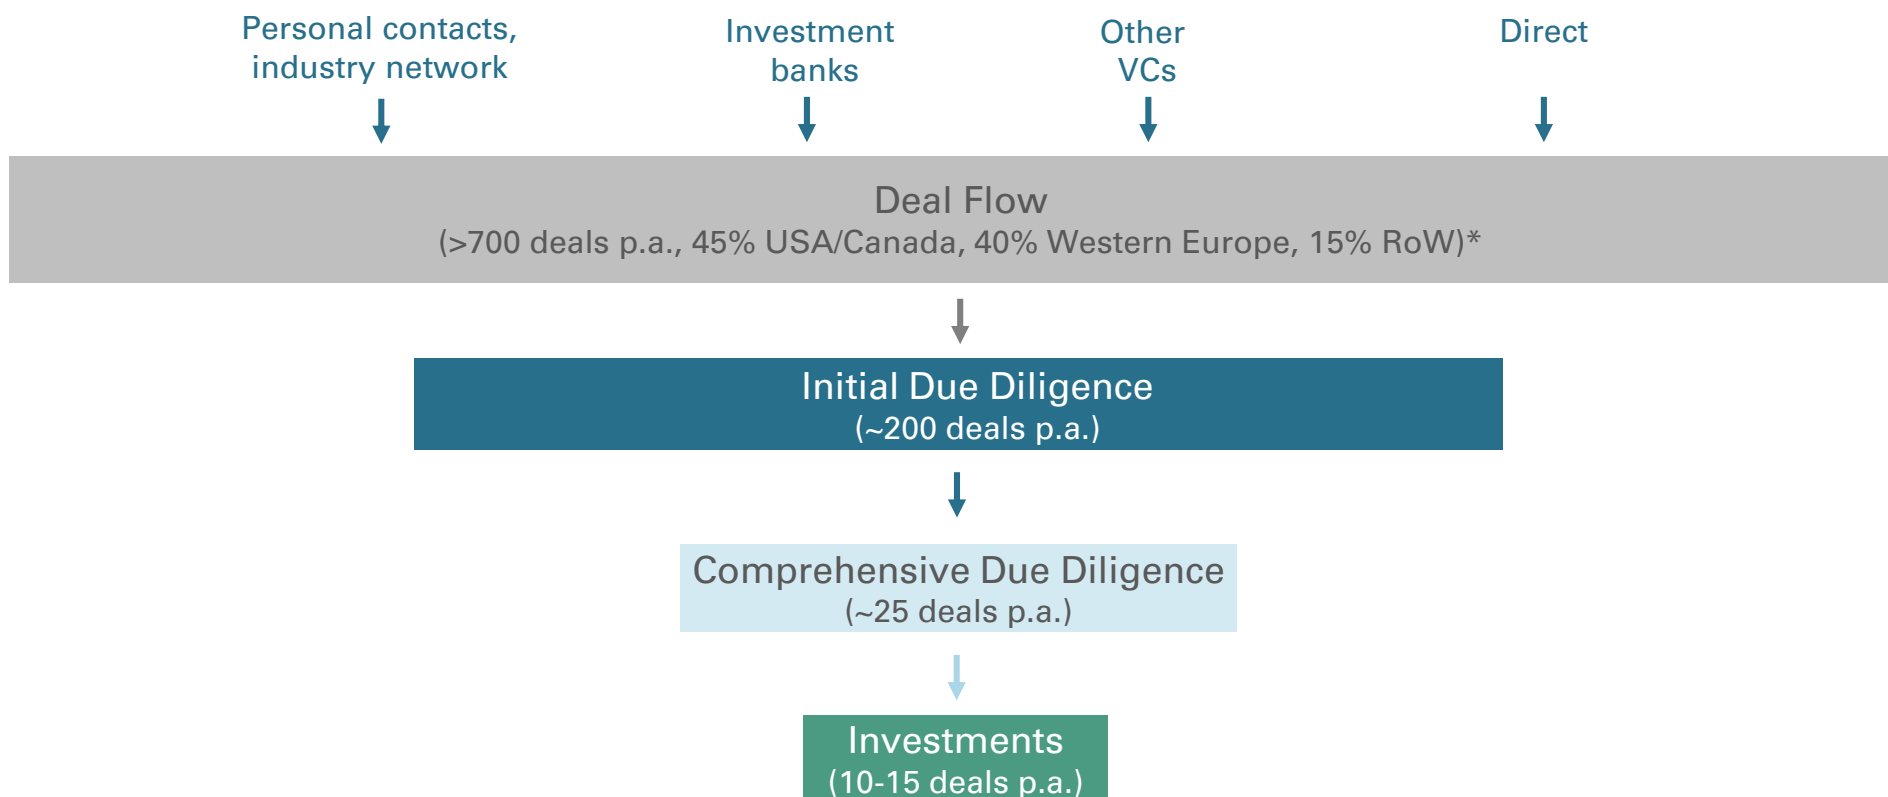 Personal contacts,
industry network
Investment
banks
Other
VCs
Direct
Deal Flow
(>700 deals p.a., 45% USA/Canada, 40% Western Europe, 15% RoW)*
Initial Due Diligence
(~200 deals p.a.)
Comprehensive Due Diligence
(~25 deals p.a.)
Investments
(10-15 deals p.a.)